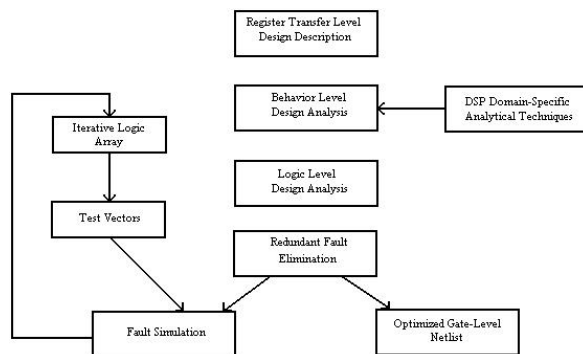 Register Transfer Level
Design Description
Behavior Level
Design Analysis
DSP Domain-Specific
Analytical Techniques
Iterative Logic
Array
Logic Level
Design Analysis
Test Vectors
Redundant Fault
Elimination
Fault Simulation
Optimized Gate-Level
Netlist